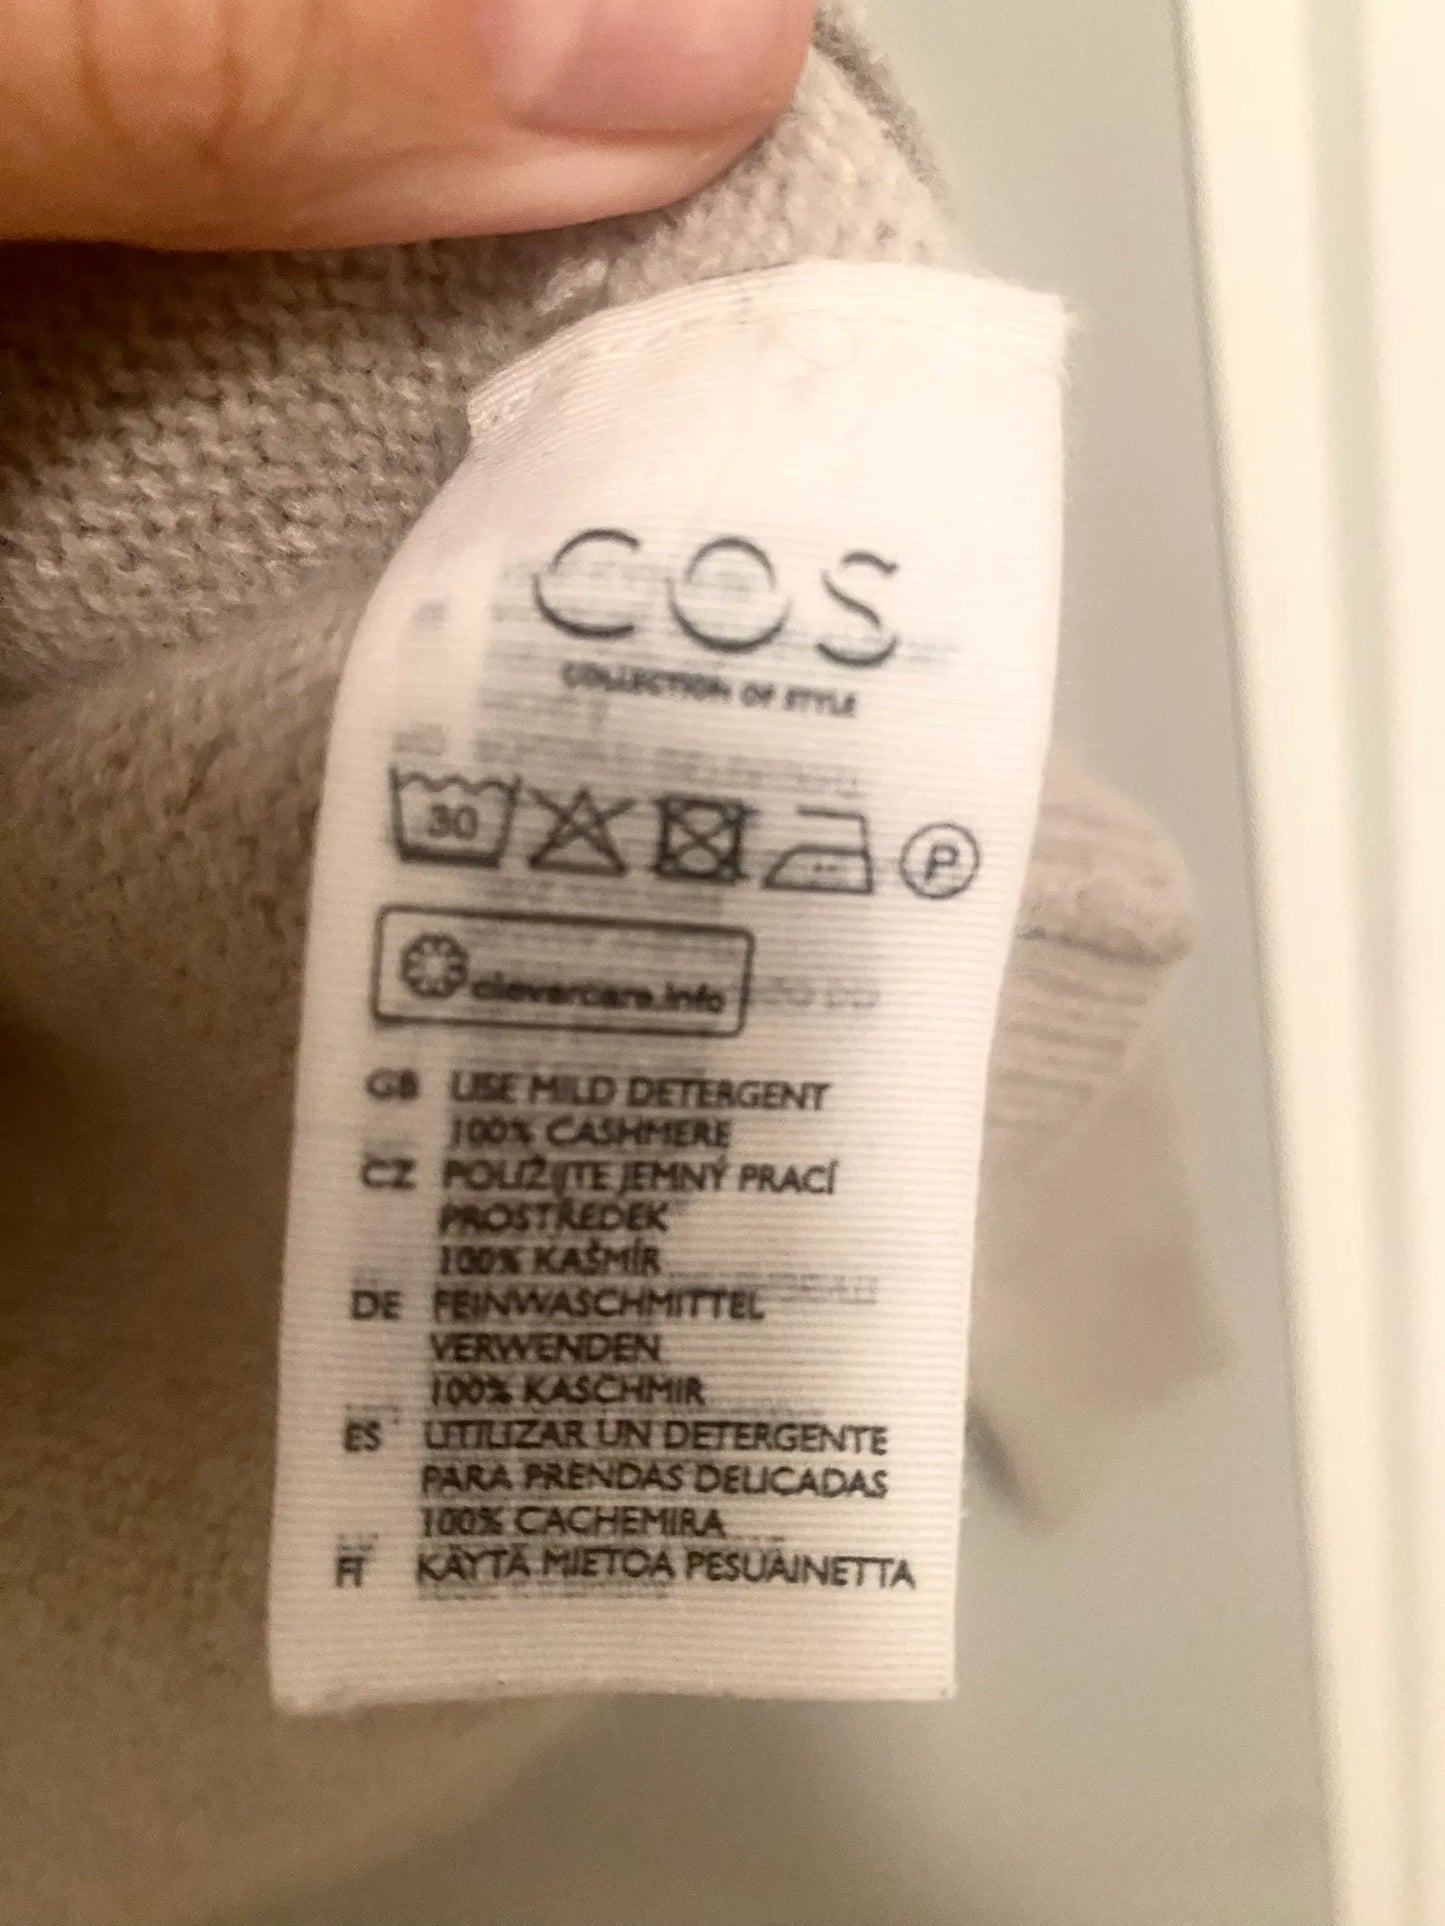 COS
COLLECTION OF STYLE
30
P
clevercare.info
GB USE MILD DETERGENT
100% CASHMERE
CZ POUŽIJTE JEMNÝ PRACÍ
PROSTŘEDEK
100% KAŠMÍR
DE FEINWASCHMITTEL
VERWENDEN
100% KASCHMIR
ES UTILIZAR UN DETERGENTE
PARA PRENDAS DELICADAS
100% CACHEMIRA
FI KÄYTÄ MIETOA PESUAINETTA